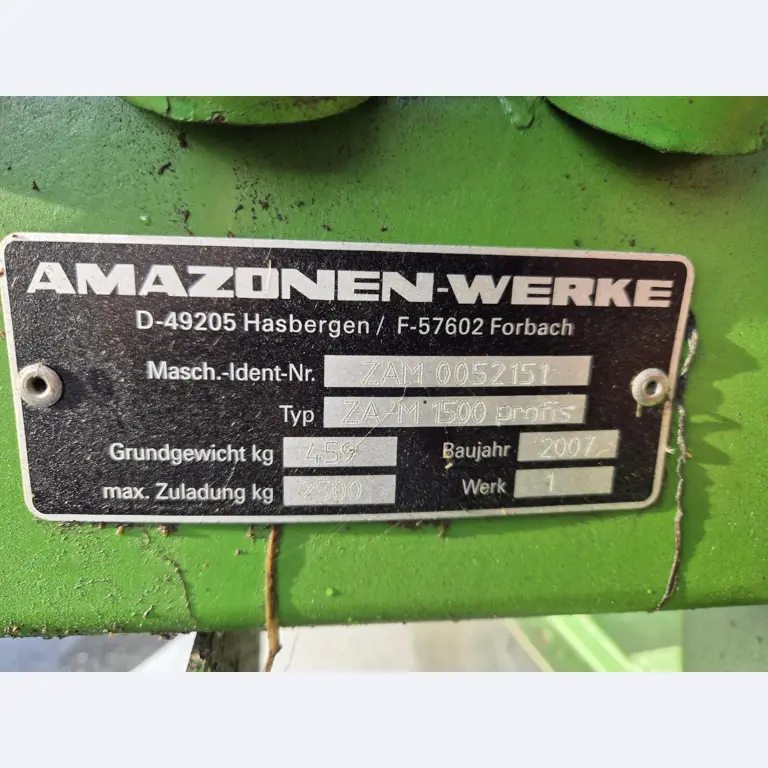 AMAZONEN-WERKE
D-49205 Hasbergen / F-57602 Forbach
Masch.-Ident-Nr. ZAM 0052151
Typ ZA-M 1500 profis
Grundgewicht kg 459 Baujahr 2007
max. Zuladung kg Werk 1